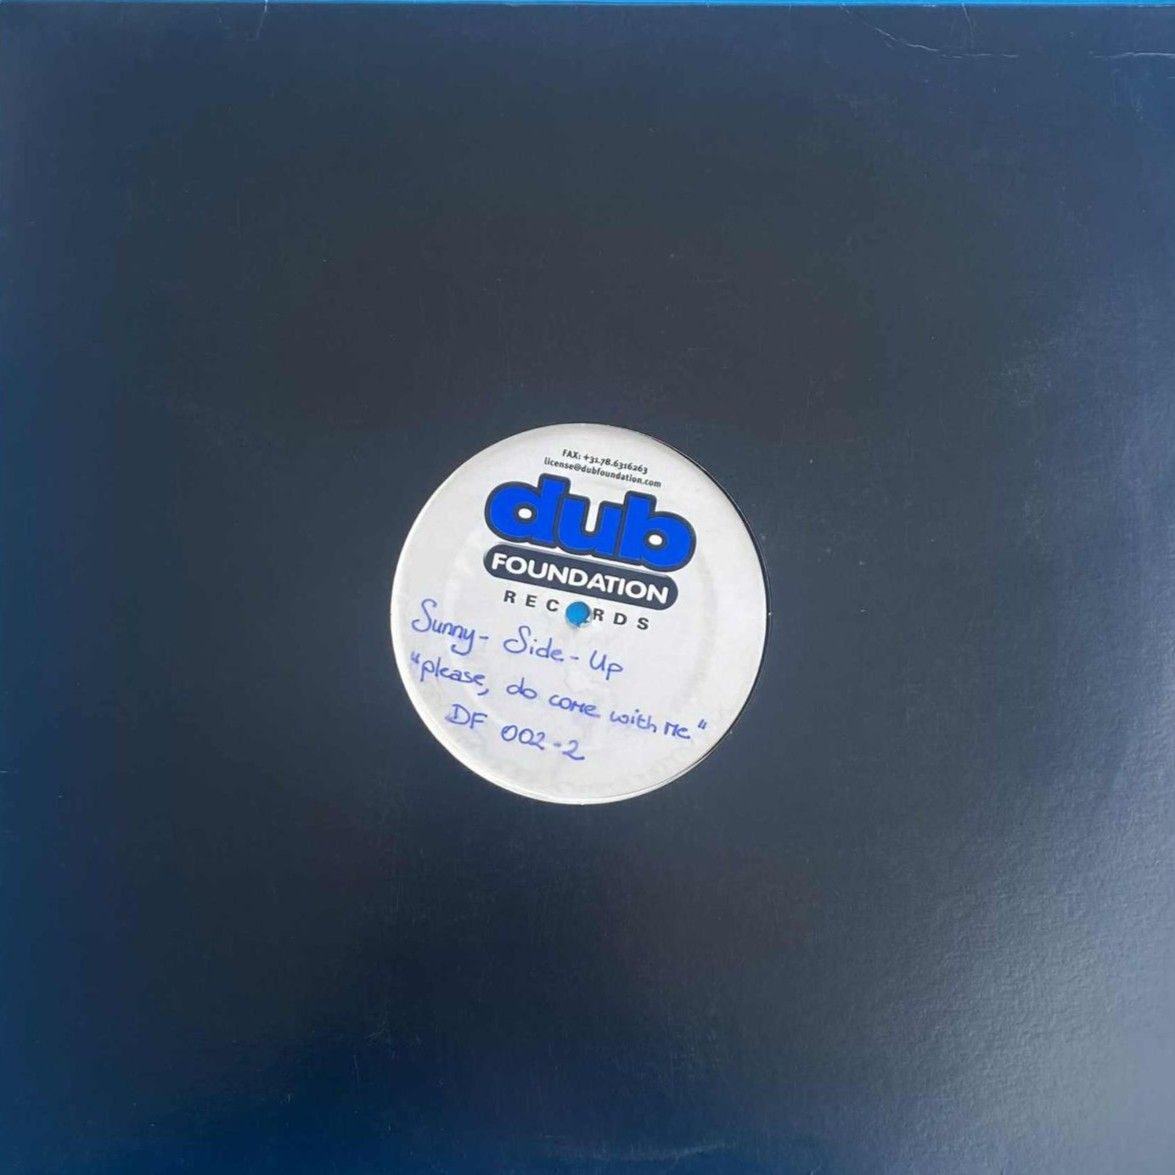 FAX: +31.78.6316263
license@dubfoundation.com
dub
FOUNDATION
RECORDS
Sunny-Side-Up
"please, do come with me"
DF 002-2